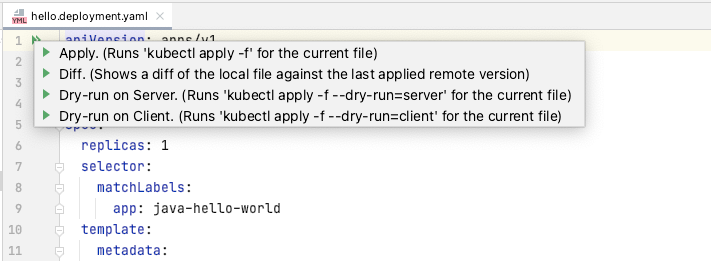 YML hello.deployment.yaml
1 apiVersion: apps/v1
Apply. (Runs 'kubectl apply -f' for the current file)
2
Diff. (Shows a diff of the local file against the last applied remote version)
3
Dry-run on Server. (Runs 'kubectl apply -f --dry-run=server' for the current file)
4
Dry-run on Client. (Runs 'kubectl apply -f --dry-run=client' for the current file)
5 spec:
6 replicas: 1
7 selector:
8 matchLabels:
9 app: java-hello-world
10 template:
11 metadata: